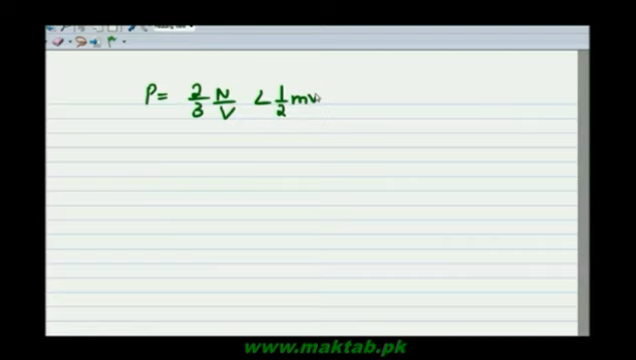 P = 2/3 N/V < 1/2 mv
www.maktab.pk